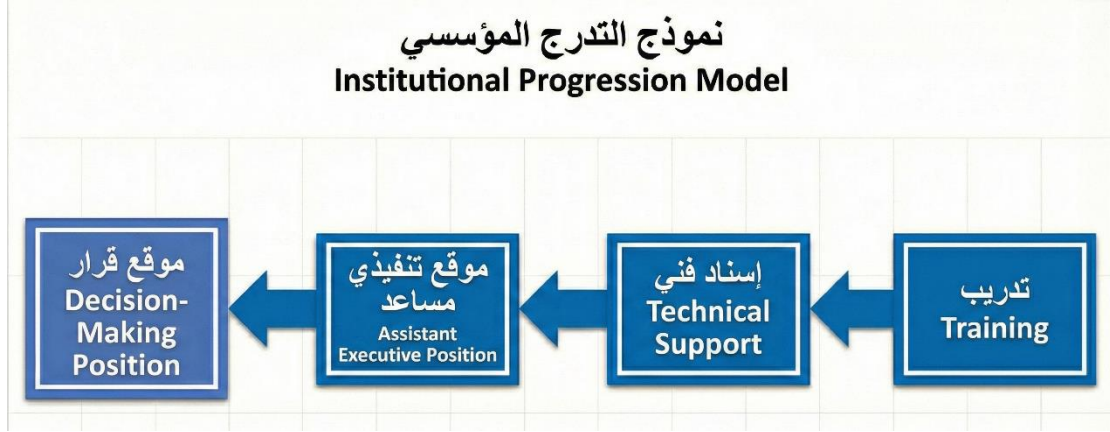 نموذج التدرج المؤسسي
Institutional Progression Model
تدريب
Training
إسناد فني
Technical
Support
موقع تنفيذي
مساعد
Assistant
Executive Position
موقع قرار
Decision-
Making
Position